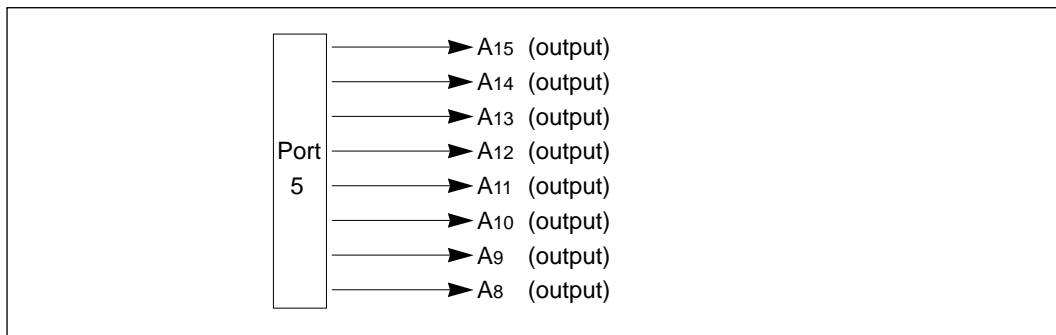 A15 (output)
A14 (output)
A13 (output)
Port
A12 (output)
5
A11 (output)
A10 (output)
A9 (output)
A8 (output)